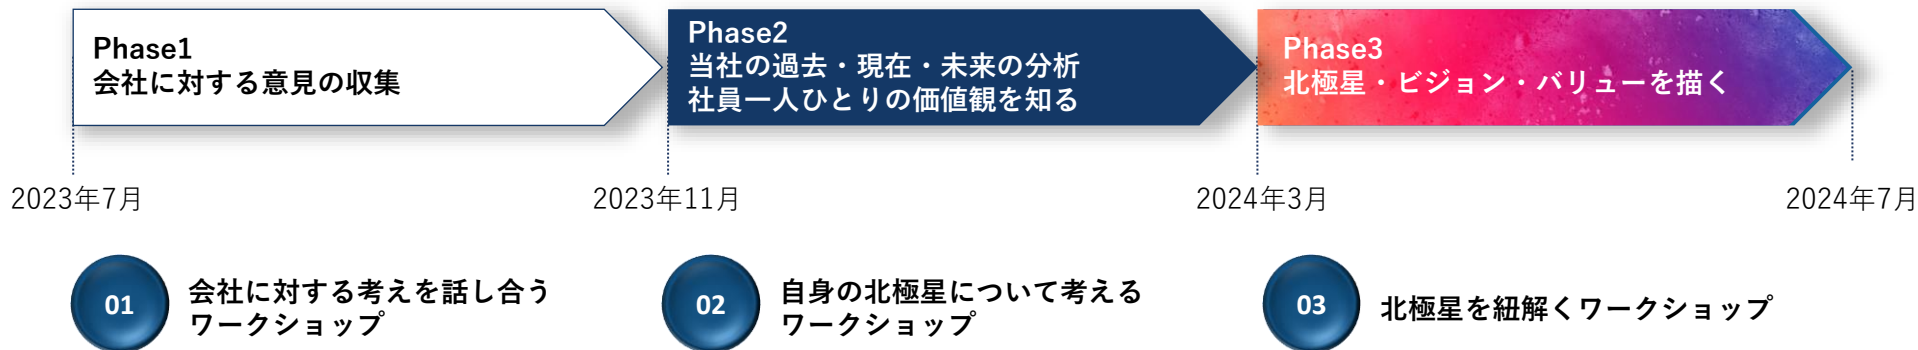 Phase1
会社に対する意見の収集
Phase2
当社の過去・現在・未来の分析
社員一人ひとりの価値観を知る
Phase3
北極星・ビジョン・バリューを描く
2023年7月
2023年11月
2024年3月
2024年7月
01
会社に対する考えを話し合う
ワークショップ
02
自身の北極星について考える
ワークショップ
03
北極星を紐解くワークショップ